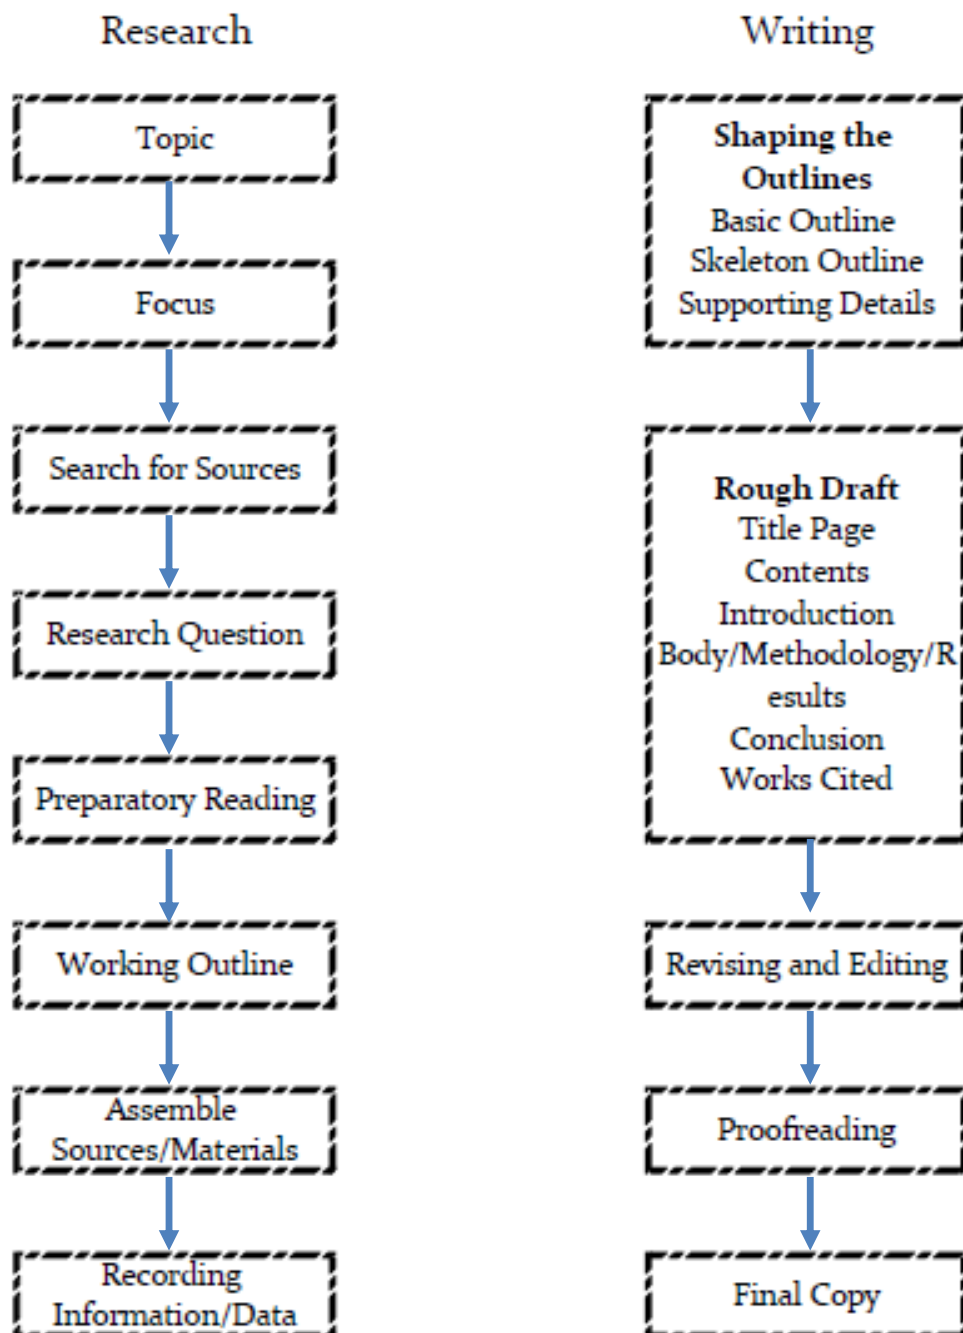 Research
Topic
Focus
Search for Sources
Research Question
Preparatory Reading
Working Outline
Assemble
Sources/Materials
Recording
Information/Data
Writing
Shaping the
Outlines
Basic Outline
Skeleton Outline
Supporting Details
Rough Draft
Title Page
Contents
Introduction
Body/Methodology/R
esults
Conclusion
Works Cited
Revising and Editing
Proofreading
Final Copy